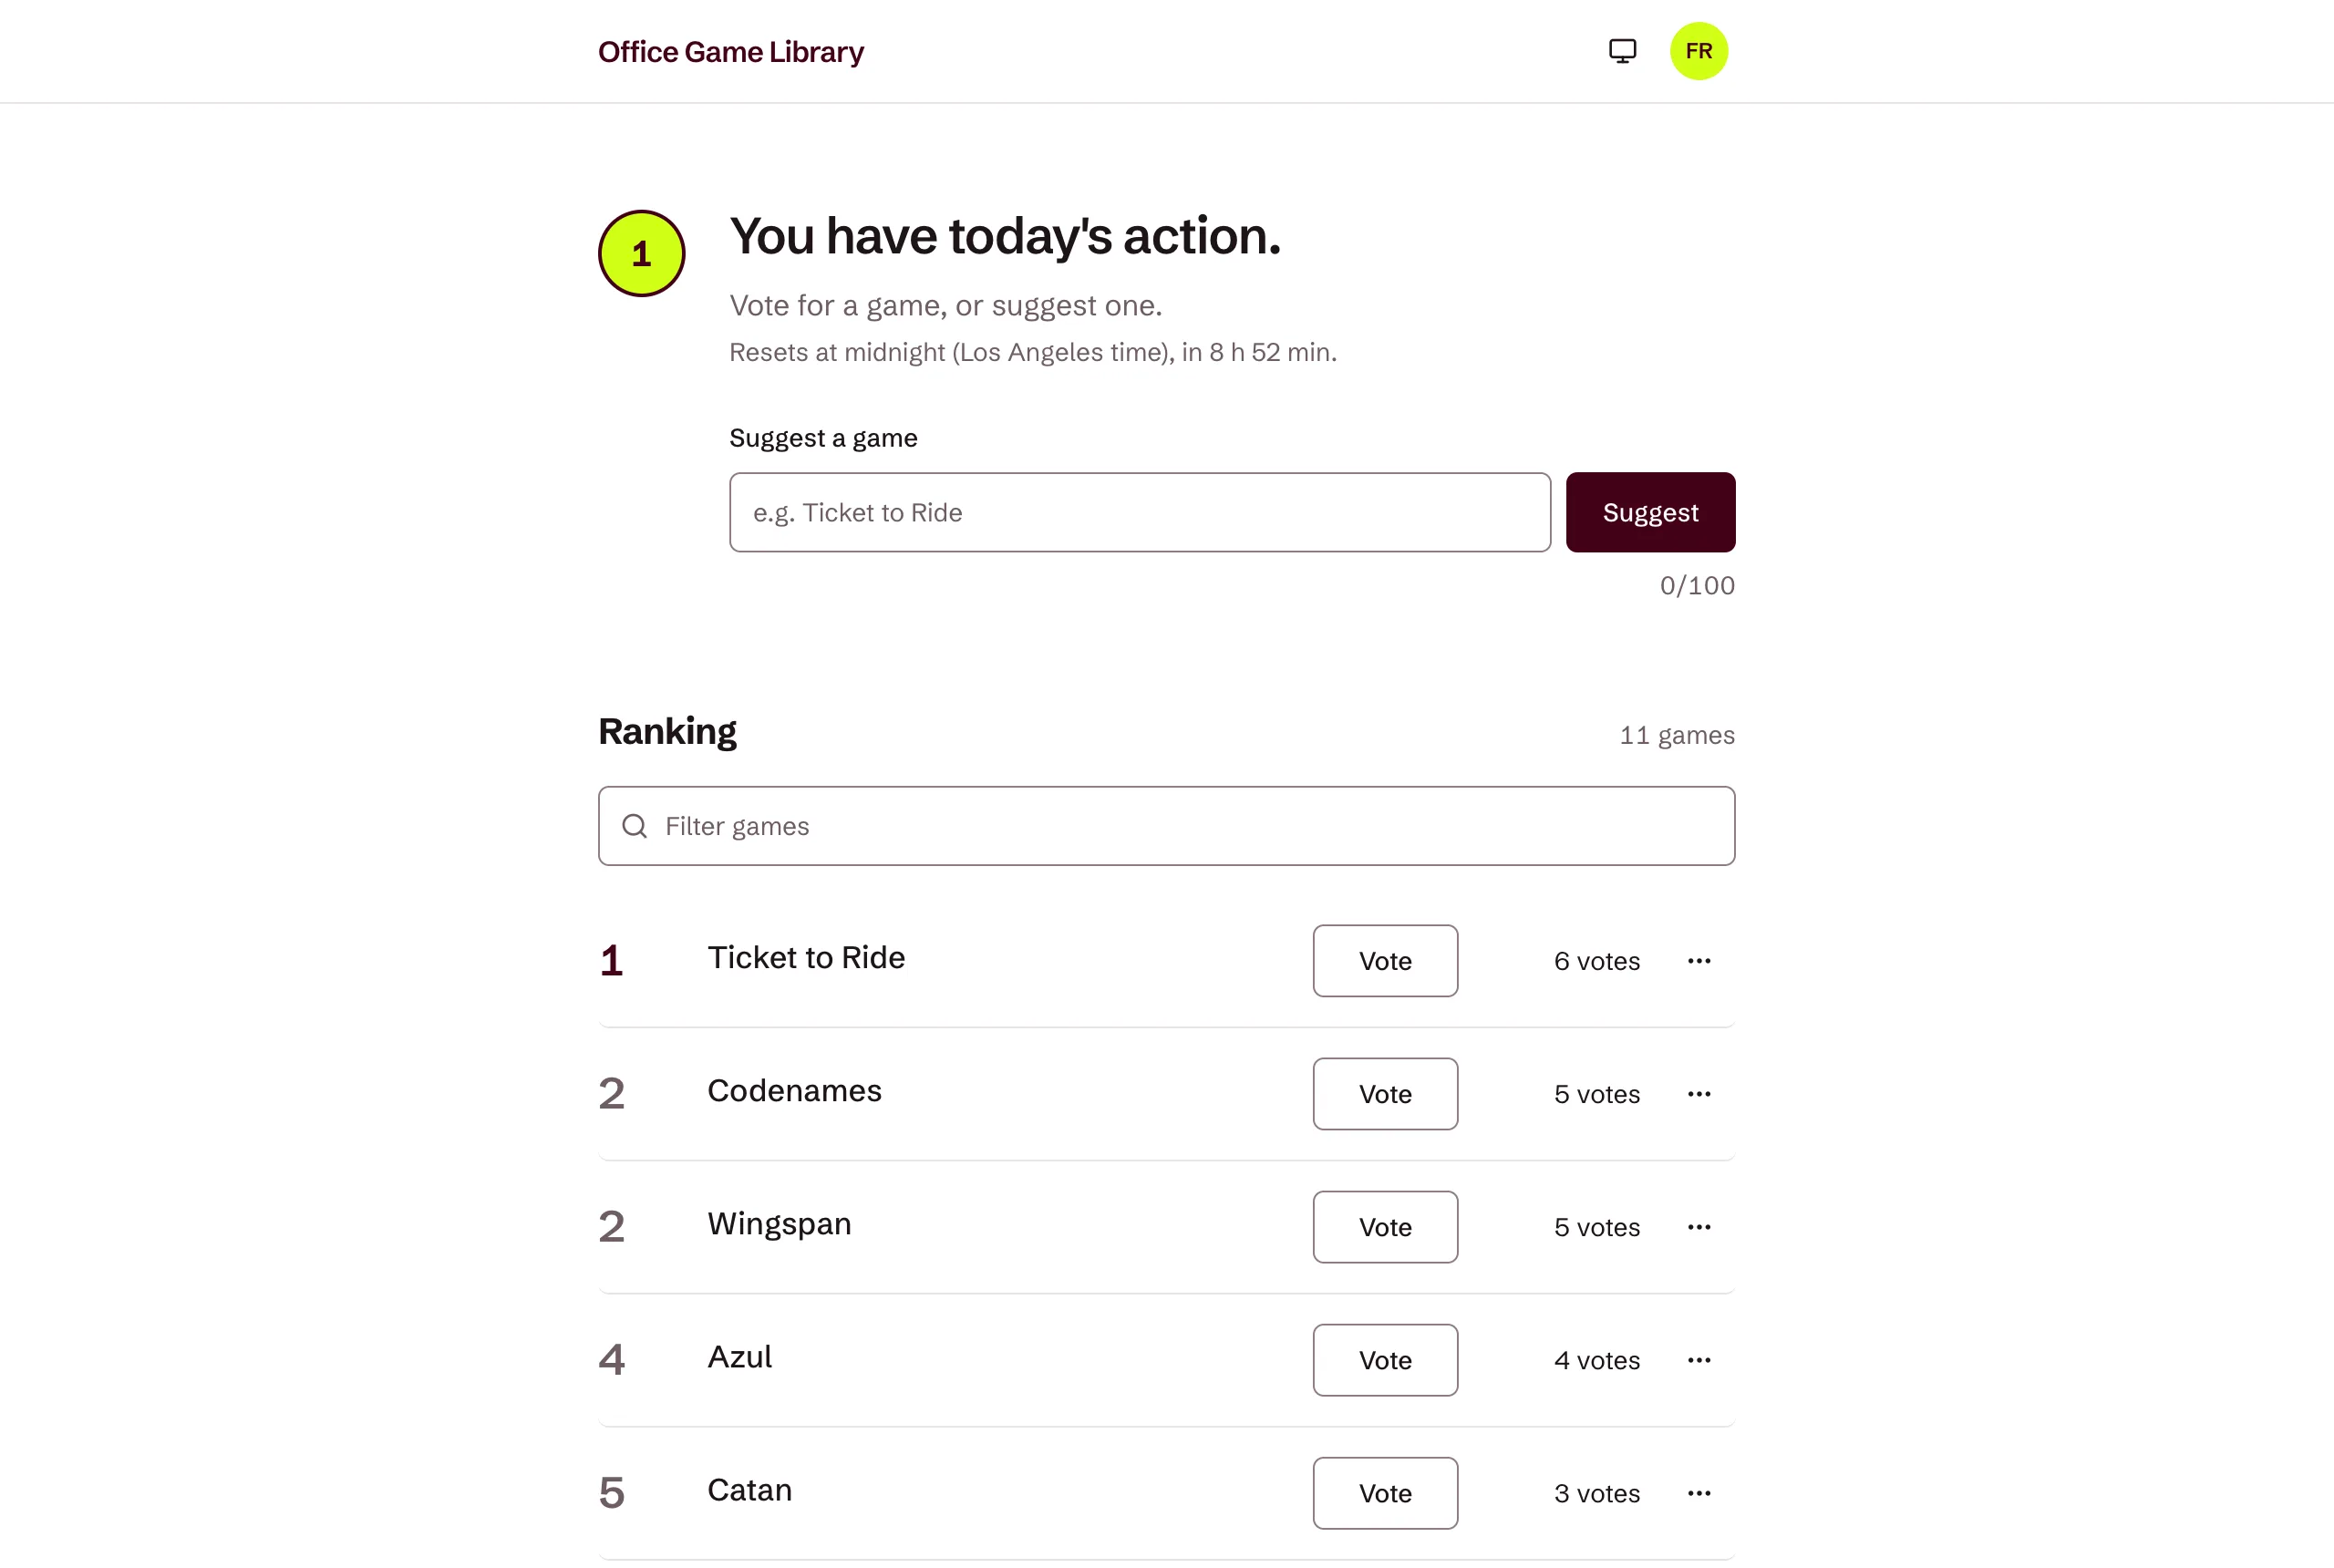 Office Game Library
FR
1
You have today's action.
Vote for a game, or suggest one.
Resets at midnight (Los Angeles time), in 8 h 52 min.
Suggest a game
e.g. Ticket to Ride
Suggest
0/100
Ranking
11 games
Filter games
1 Ticket to Ride Vote 6 votes
2 Codenames Vote 5 votes
2 Wingspan Vote 5 votes
4 Azul Vote 4 votes
5 Catan Vote 3 votes